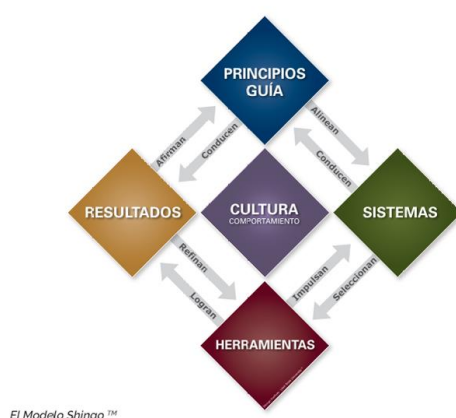 PRINCIPIOS
GUÍA
Afirman
Conducen
Alinean
Conducen
RESULTADOS
CULTURA
COMPORTAMIENTO
SISTEMAS
Refinan
Logran
Impulsan
Seleccionan
HERRAMIENTAS
El Modelo Shingo ™